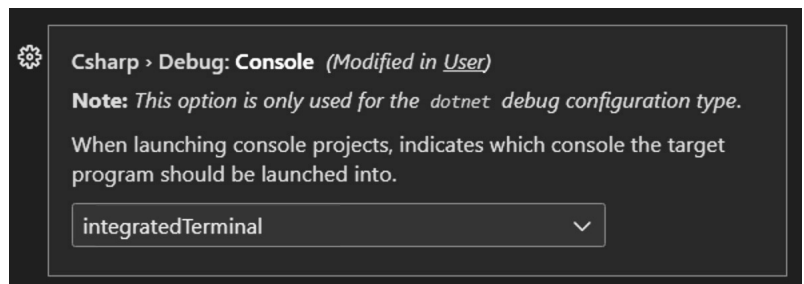 Csharp › Debug: Console (Modified in User)
Note: This option is only used for the dotnet debug configuration type.
When launching console projects, indicates which console the target
program should be launched into.
integratedTerminal